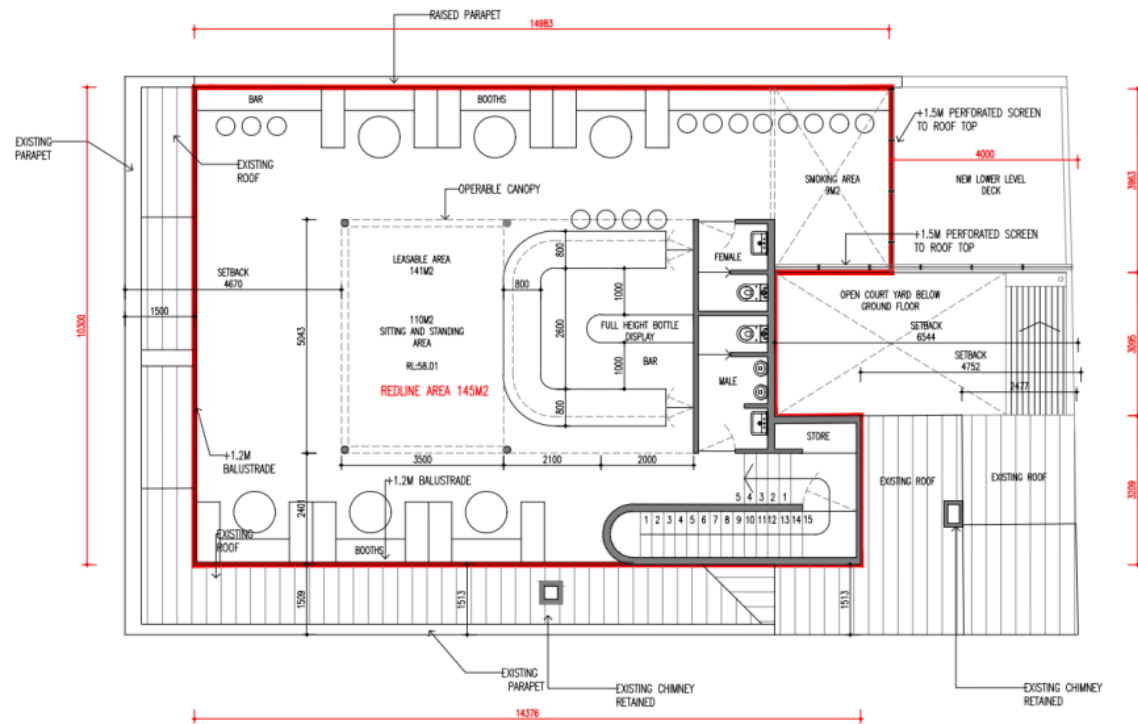 RAISED PARAPET
14983
BAR
BOOTHS
+1.5M PERFORATED SCREEN
TO ROOF TOP
EXISTING
PARAPET
EXISTING
ROOF
4000
3963
SMOKING AREA
9M2
NEW LOWER LEVEL
DECK
OPERABLE CANOPY
+1.5M PERFORATED SCREEN
TO ROOF TOP
LEASABLE AREA
141M2
800
FEMALE
SETBACK
4670
800
1000
OPEN COURT YARD BELOW
GROUND FLOOR
1500
10300
5043
110M2
SITTING AND STANDING
AREA
2600
FULL HEIGHT BOTTLE
DISPLAY
SETBACK
6544
3095
RL:58.01
BAR
SETBACK
4752
REDLINE AREA 145M2
1000
MALE
2477
800
STORE
+1.2M
BALUSTRADE
3500
2100
2000
+1.2M BALUSTRADE
EXISTING ROOF
EXISTING ROOF
3209
2401
5 4 3 2 1
1 2 3 4 5 6 7 8 9 10 11 12 13 14 15
EXISTING
ROOF
BOOTHS
1509
1513
1513
EXISTING
PARAPET
EXISTING CHIMNEY
RETAINED
EXISTING CHIMNEY
RETAINED
14376